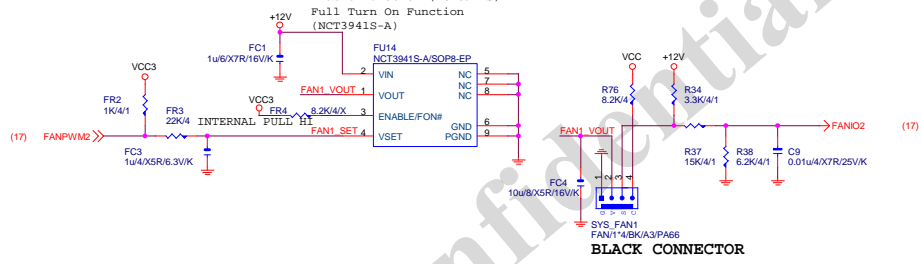 Full Turn On Function
(NCT3941S-A)
+12V
FC1
1u/6/X7R/16V/K
FU14
NCT3941S-A/SOP8-EP
2 VIN
NC 5
NC 7
NC 8
FAN1_VOUT 1 VOUT
VCC3
FR4 8.2K/4/X 3 ENABLE/FON#
INTERNAL PULL HI
GND 6
FAN1_SET 4 VSET
PGND 9
VCC3
FR2
1K/4/1
FR3
22K/4
(17) FANPWM2
FC3
1u/4/X5R/6.3V/K
VCC
+12V
R76
8.2K/4
R34
3.3K/4/1
FAN1_VOUT
FANIO2 (17)
R37
15K/4/1
R38
6.2K/4/1
C9
0.01u/4/X7R/25V/K
FC4
10u/8/X5R/16V/K
1 2 3 4
G V S C
SYS_FAN1
FAN/1*4/BK/A3/PA66
BLACK CONNECTOR